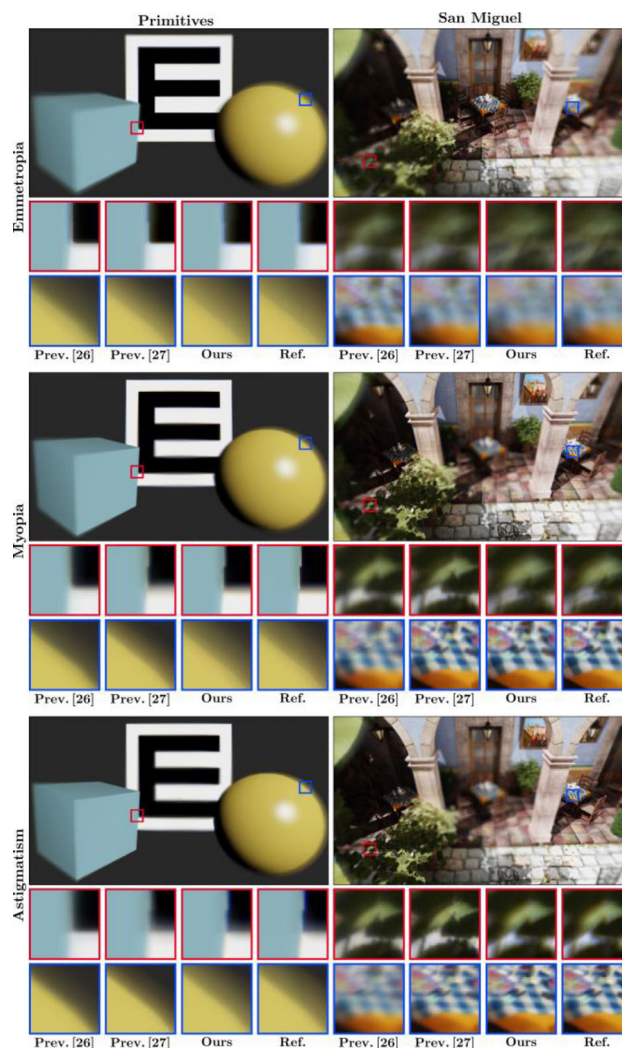 Primitives San Miguel
Emmetropia
Prev. [26] Prev. [27] Ours Ref. Prev. [26] Prev. [27] Ours Ref.
Myopia
Prev. [26] Prev. [27] Ours Ref. Prev. [26] Prev. [27] Ours Ref.
Astigmatism
Prev. [26] Prev. [27] Ours Ref. Prev. [26] Prev. [27] Ours Ref.